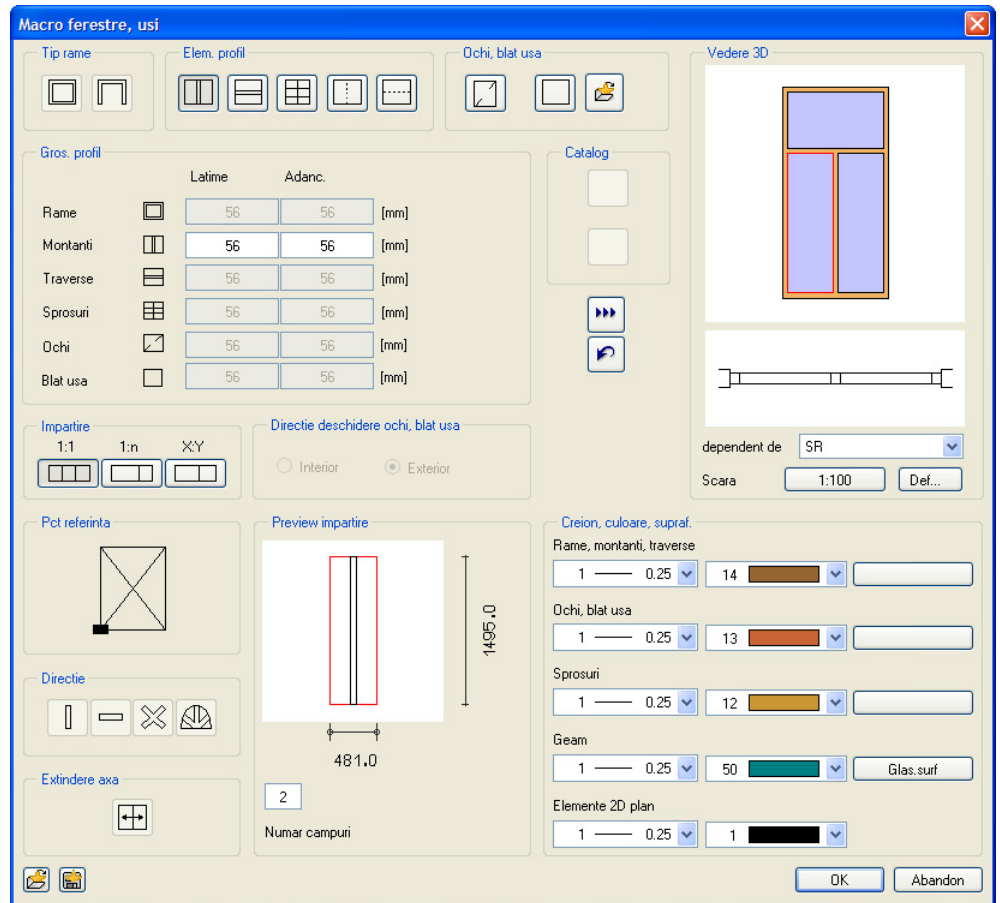 Macro ferestre, usi
Tip rame
Elem. profil
Ochi, blat usa
Vedere 3D
Gros. profil
Latime Adanc.
Rame 56 56 [mm]
Montanti 56 56 [mm]
Traverse 56 56 [mm]
Sprosuri 56 56 [mm]
Ochi 56 56 [mm]
Blat usa 56 56 [mm]
Catalog
dependent de SR
Scara 1:100 Def...
Impartire
1:1 1:n X:Y
Directie deschidere ochi, blat usa
Interior Exterior
Pct referinta
Directie
Extindere axa
Preview impartire
1495.0
481.0
2
Numar campuri
Creion, culoare, supraf.
Rame, montanti, traverse
1 0.25 14
Ochi, blat usa
1 0.25 13
Sprosuri
1 0.25 12
Geam
1 0.25 50 Glas.surf
Elemente 2D plan
1 0.25 1
OK Abandon